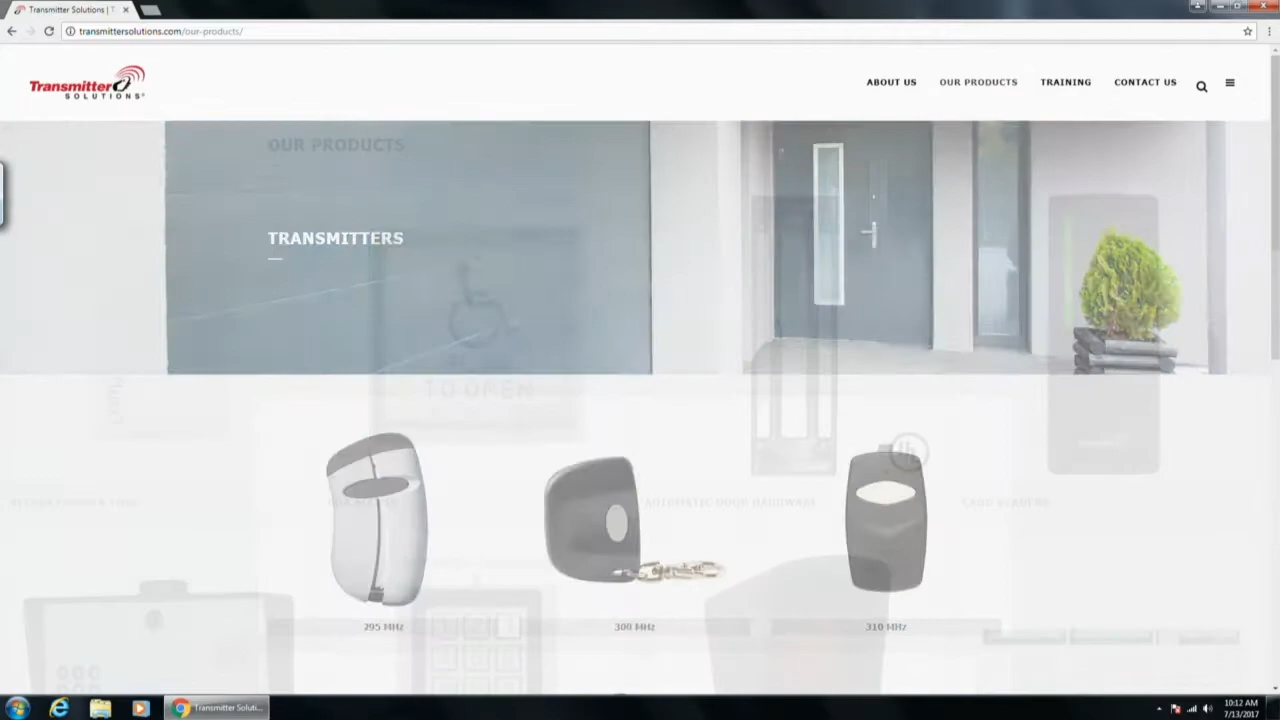 Transmitter Solutions | T
transmittersolutions.com/our-products/
Transmitter
SOLUTIONS®
ABOUT US
OUR PRODUCTS
TRAINING
CONTACT US
OUR PRODUCTS
TRANSMITTERS
TO OPEN
AUTOMATIC DOOR HARDWARE
CARD READERS
295 MHz
300 MHz
310 MHz
Transmitter Soluti...
10:12 AM
7/13/2017